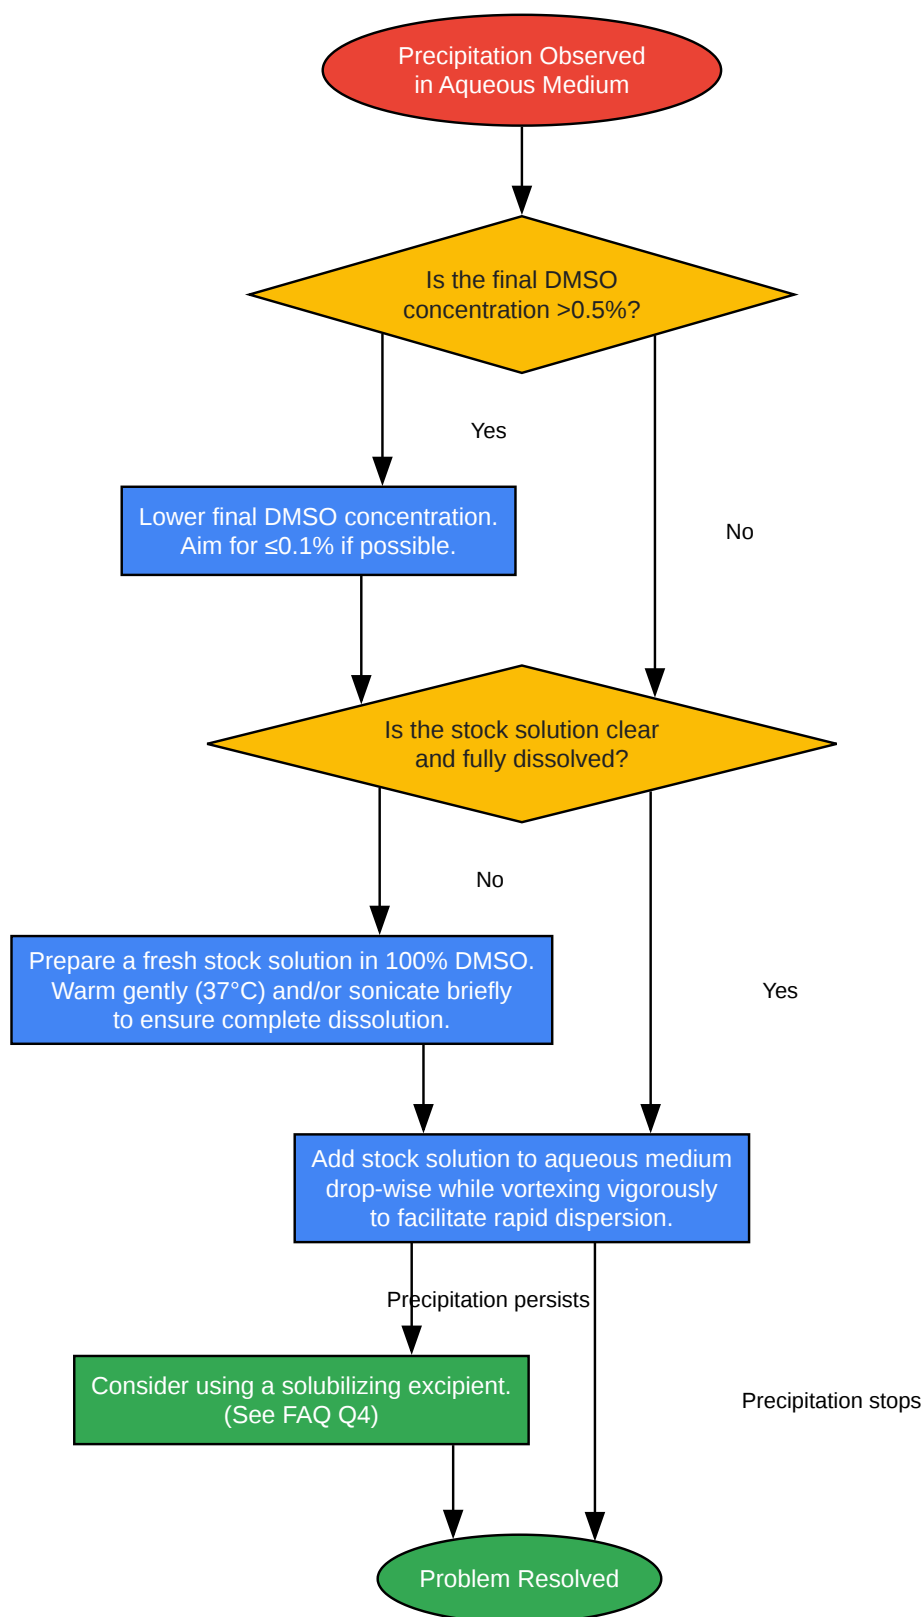 Precipitation Observed
in Aqueous Medium
Is the final DMSO
concentration >0.5%?
Yes
Lower final DMSO concentration.
Aim for ≤0.1% if possible.
No
Is the stock solution clear
and fully dissolved?
No
Prepare a fresh stock solution in 100% DMSO.
Warm gently (37°C) and/or sonicate briefly
to ensure complete dissolution.
Yes
Add stock solution to aqueous medium
drop-wise while vortexing vigorously
to facilitate rapid dispersion.
Precipitation persists
Consider using a solubilizing excipient.
(See FAQ Q4)
Precipitation stops
Problem Resolved